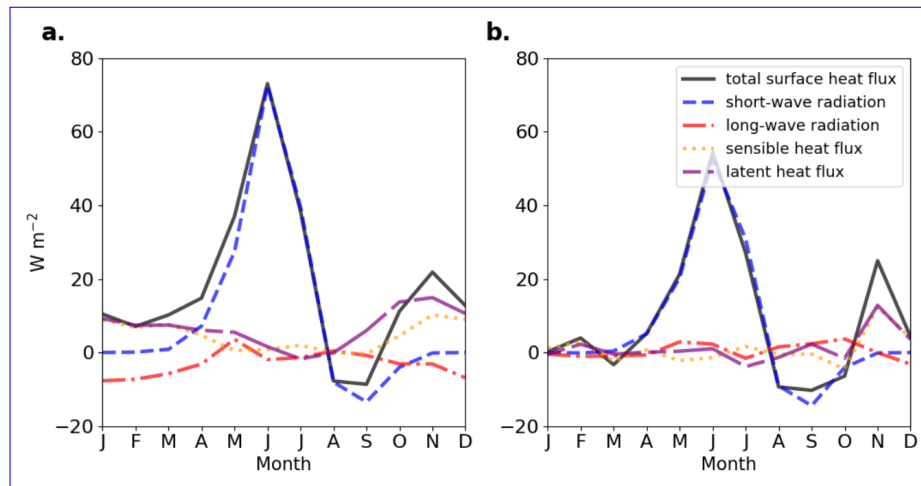 a.
b.
80
60
40
20
0
−20
W m⁻²
J F M A M J J A S O N D
Month
80
60
40
20
0
−20
J F M A M J J A S O N D
Month
total surface heat flux
short-wave radiation
long-wave radiation
sensible heat flux
latent heat flux